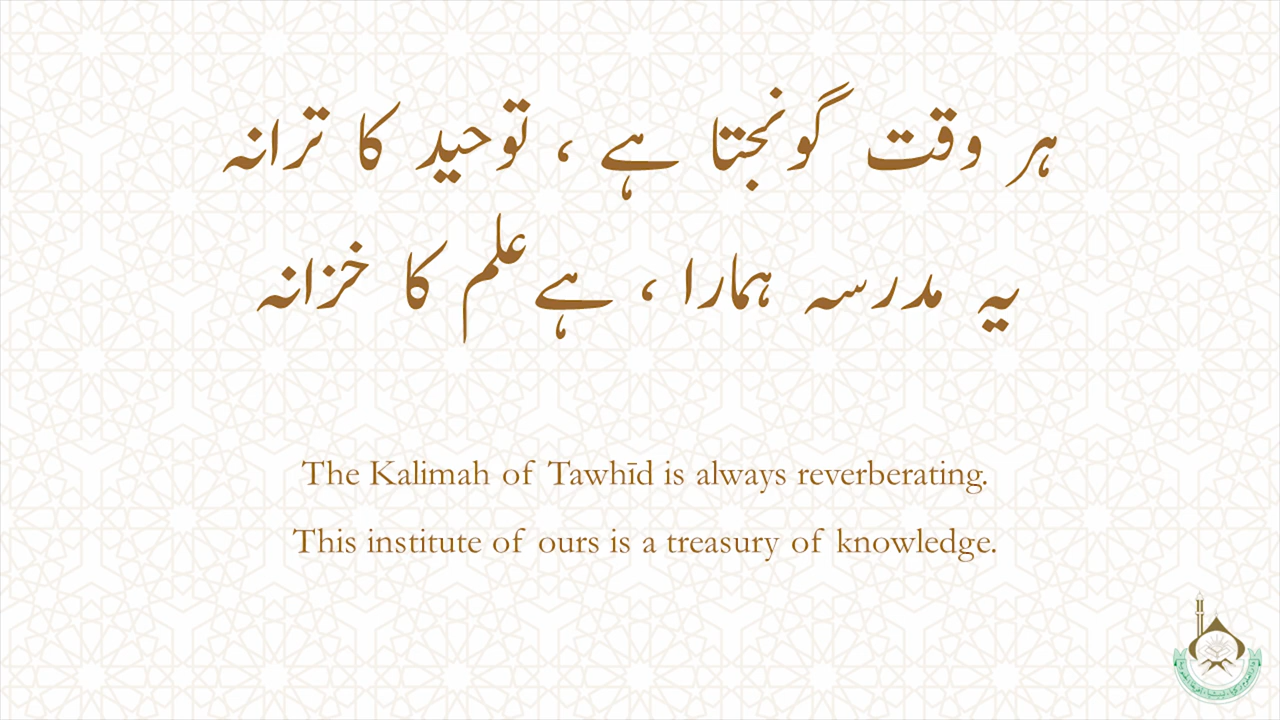 ہر وقت گونجتا ہے ، توحید کا ترانہ
یہ مدرسہ ہمارا ، ہے علم کا خزانہ
The Kalimah of Tawhīd is always reverberating.
This institute of ours is a treasury of knowledge.